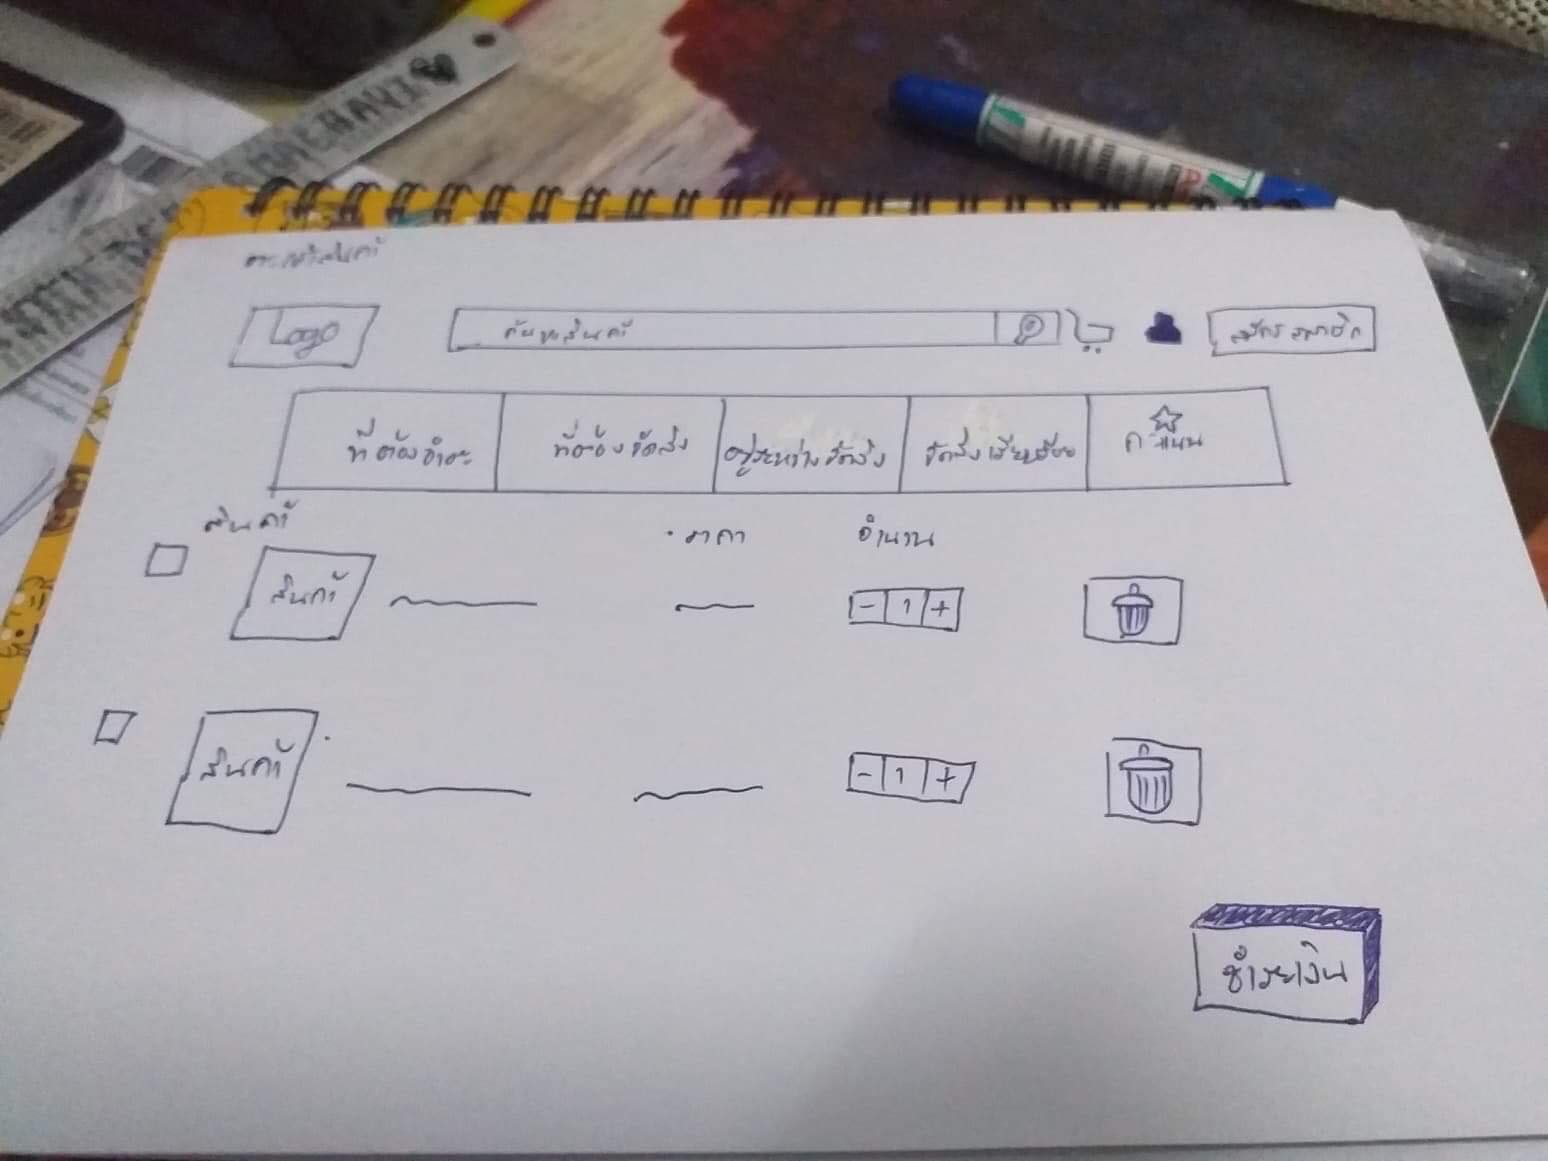 ตระกร้าสินค้า
Logo
ค้นหาสินค้า
สมัครสมาชิก
ที่ต้องชำระ
ที่ต้องจัดส่ง
อยู่ระหว่างจัดส่ง
จัดส่งเรียบร้อย
คะแนน
สินค้า
ราคา
จำนวน
สินค้า
- 1 +
สินค้า
- 1 +
ชำระเงิน